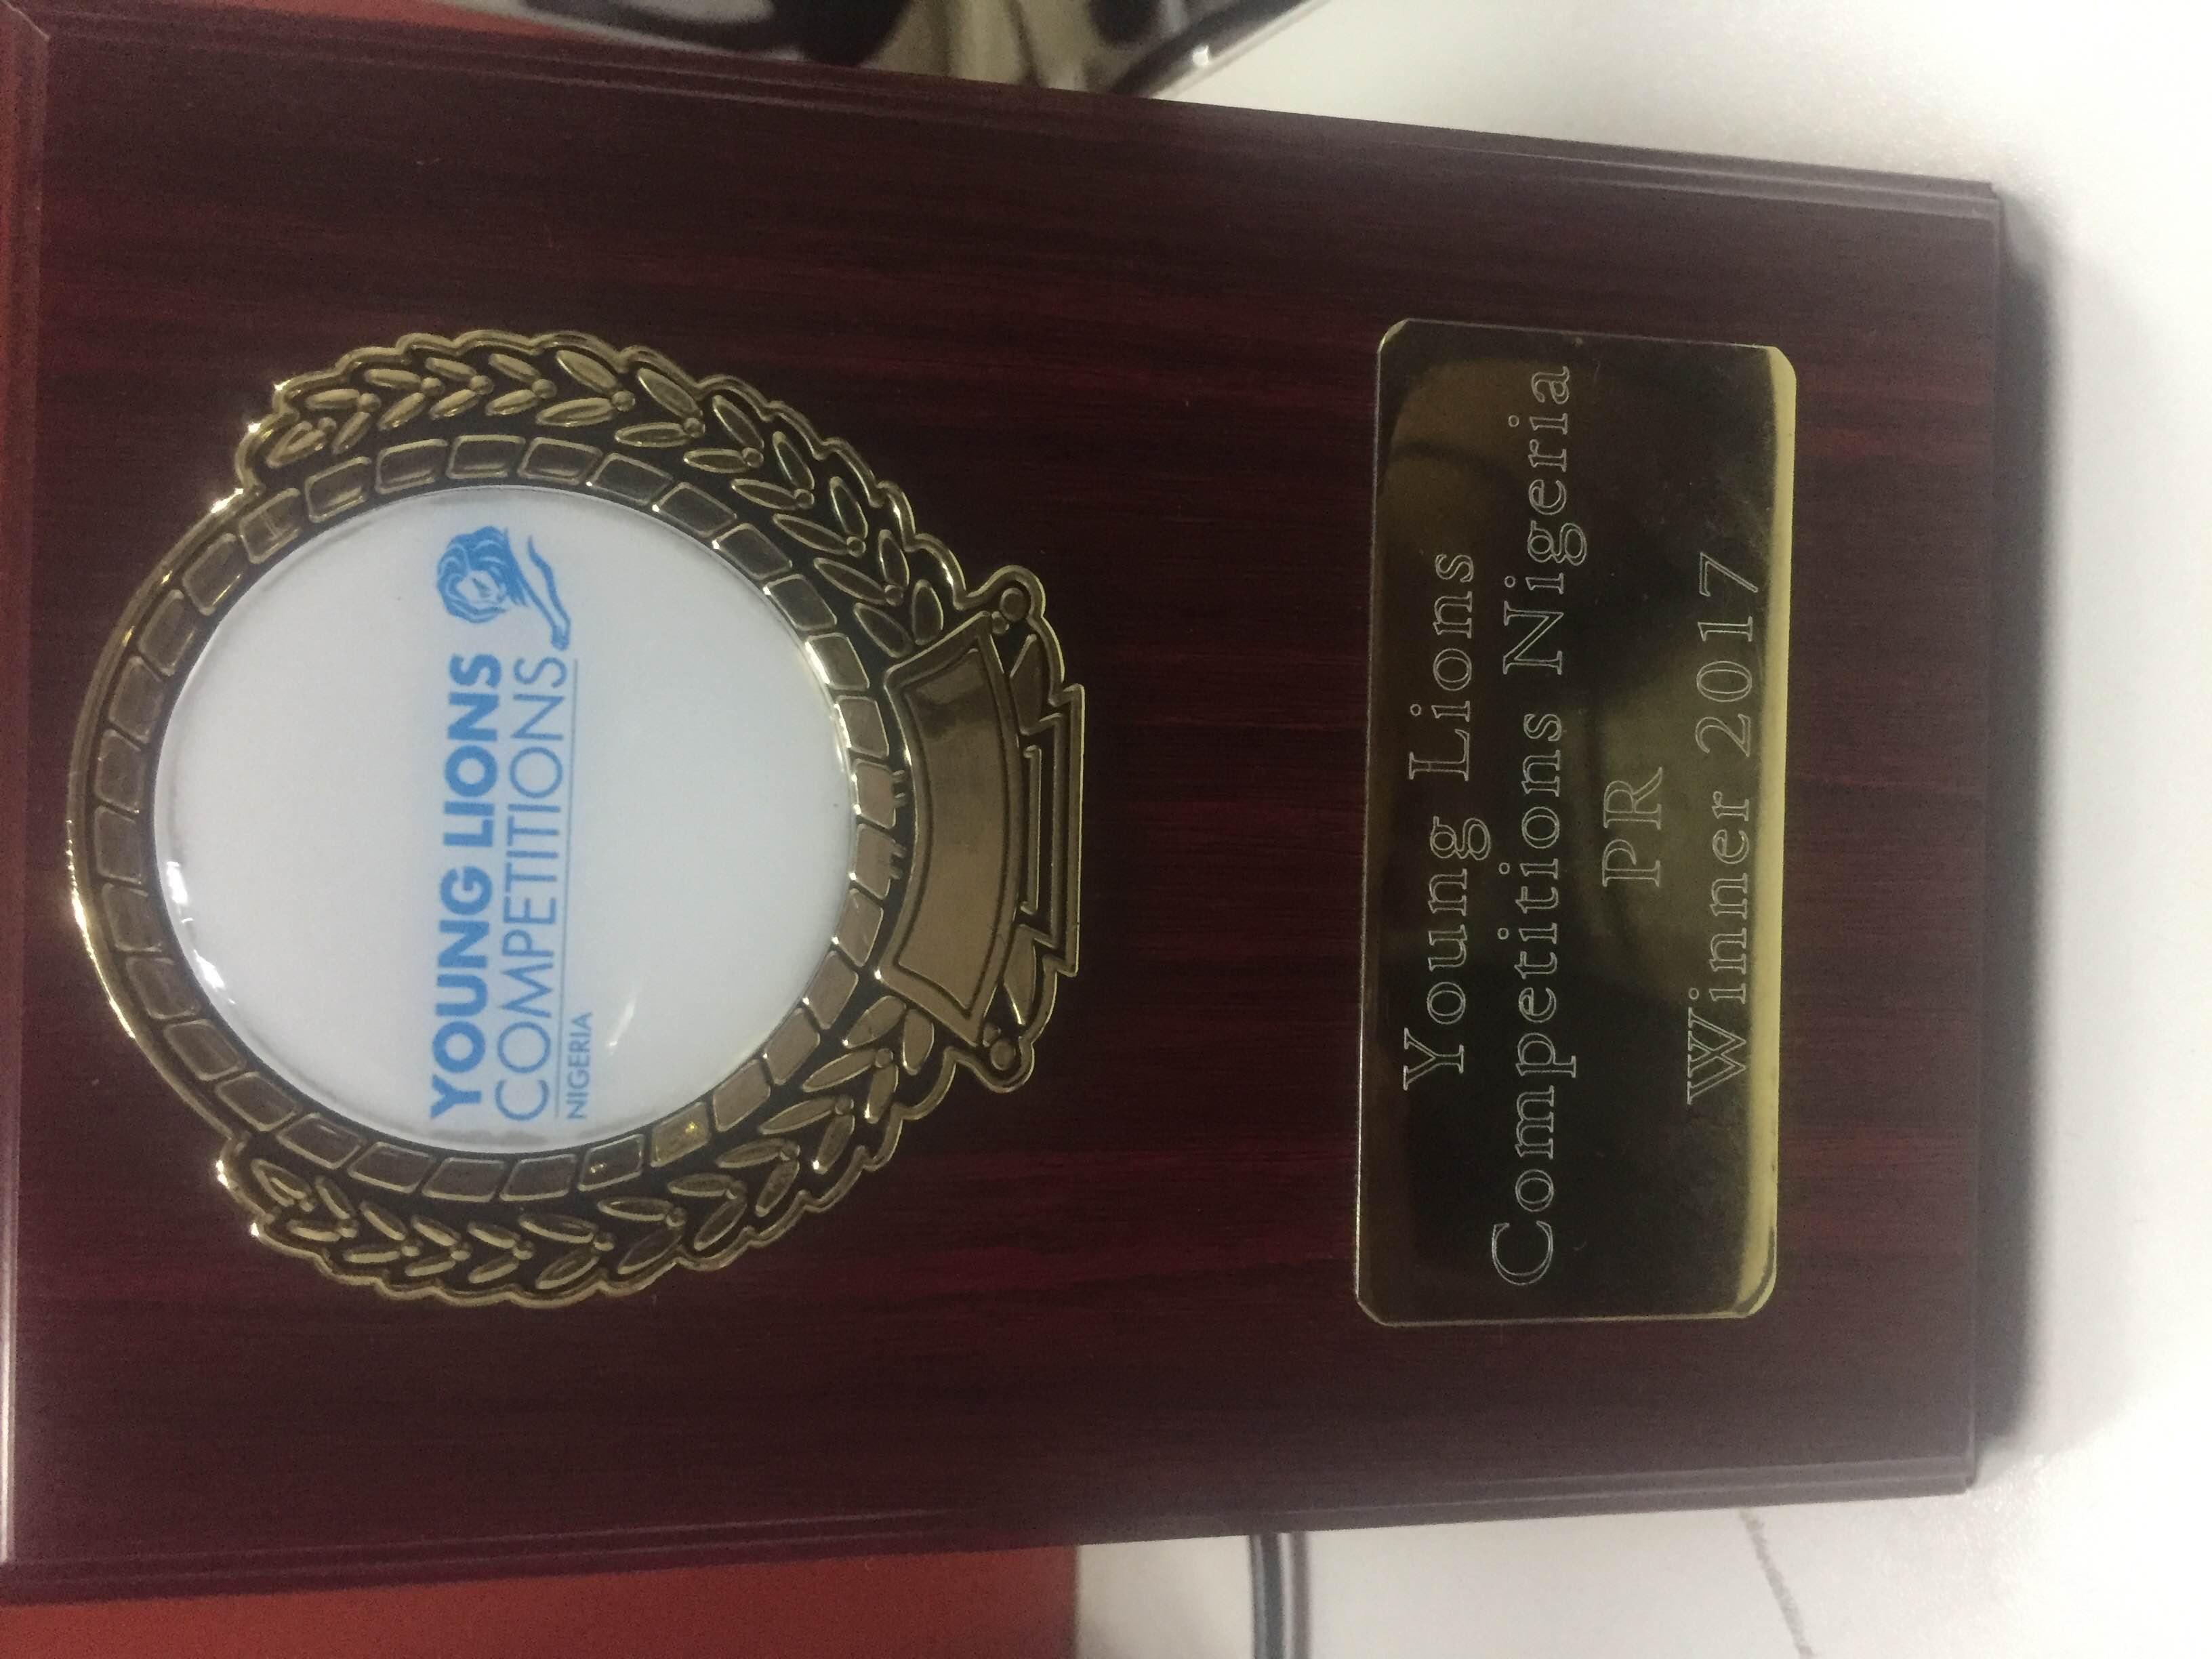 YOUNG LIONS
COMPETITIONS
NIGERIA
Young Lions
Competitions Nigeria
PR
Winner 2017